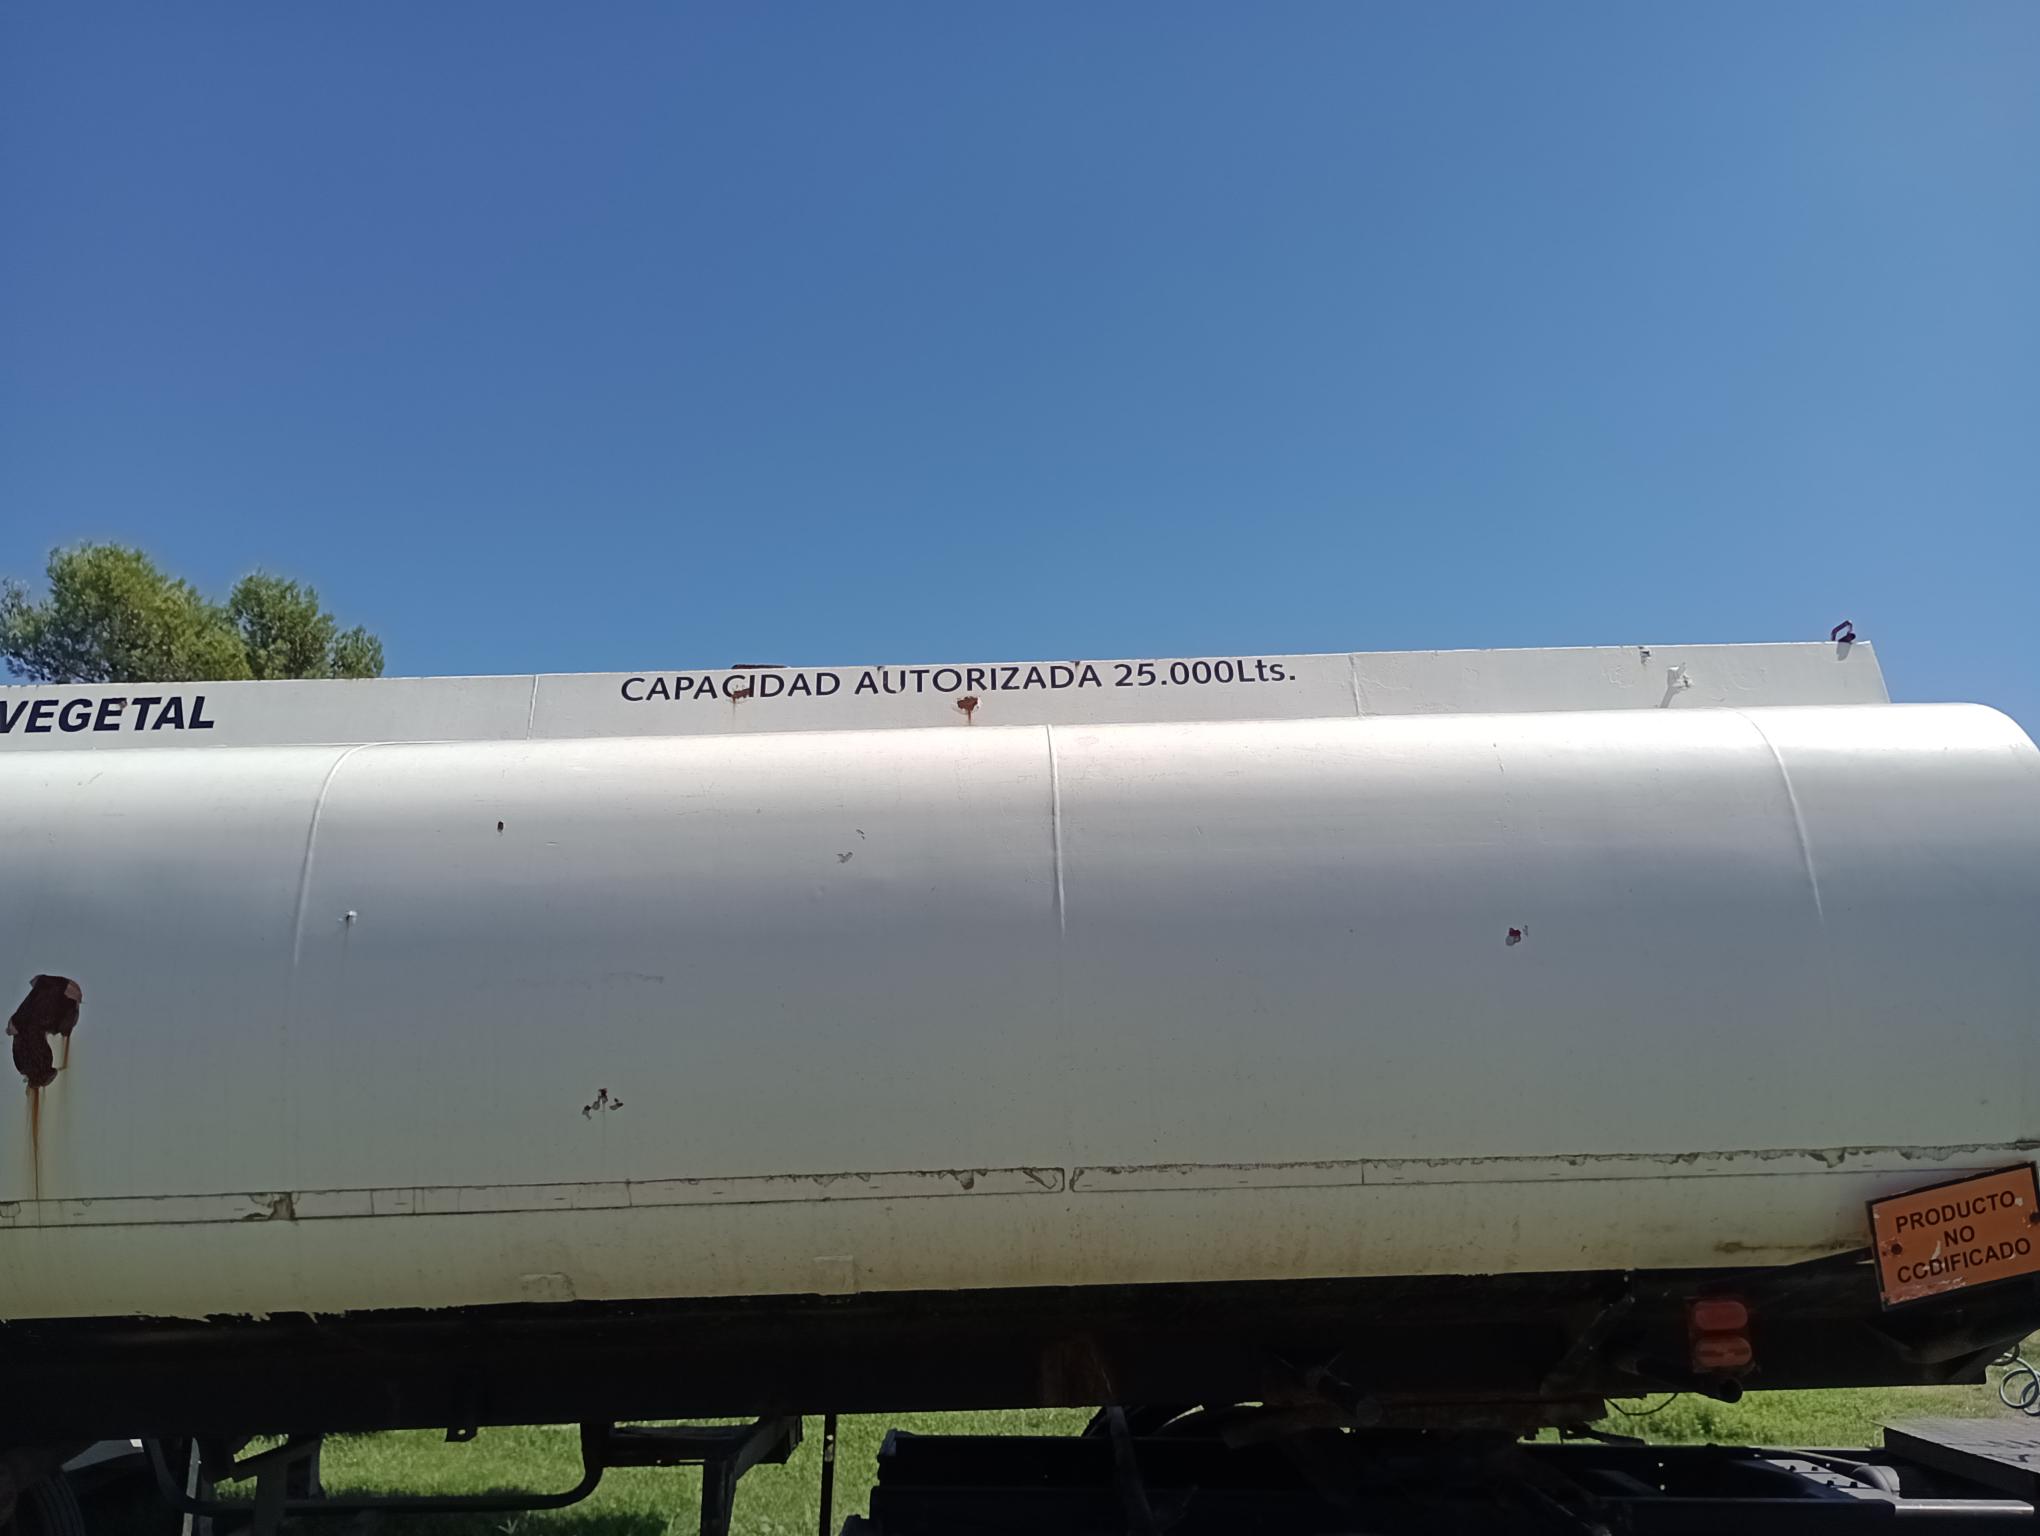 VEGETAL
CAPACIDAD AUTORIZADA 25.000Lts.
PRODUCTO
NO
CODIFICADO